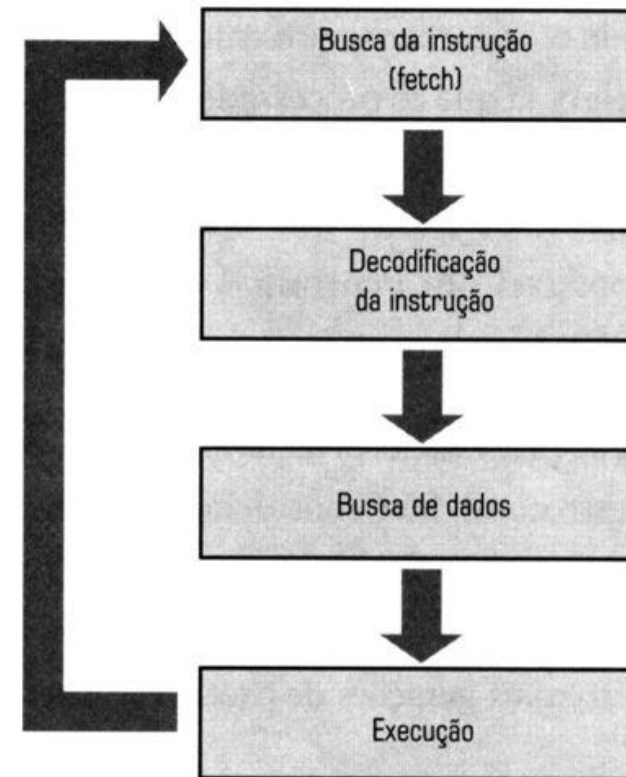 Busca da instrução
(fetch)
Decodificação
da instrução
Busca de dados
Execução